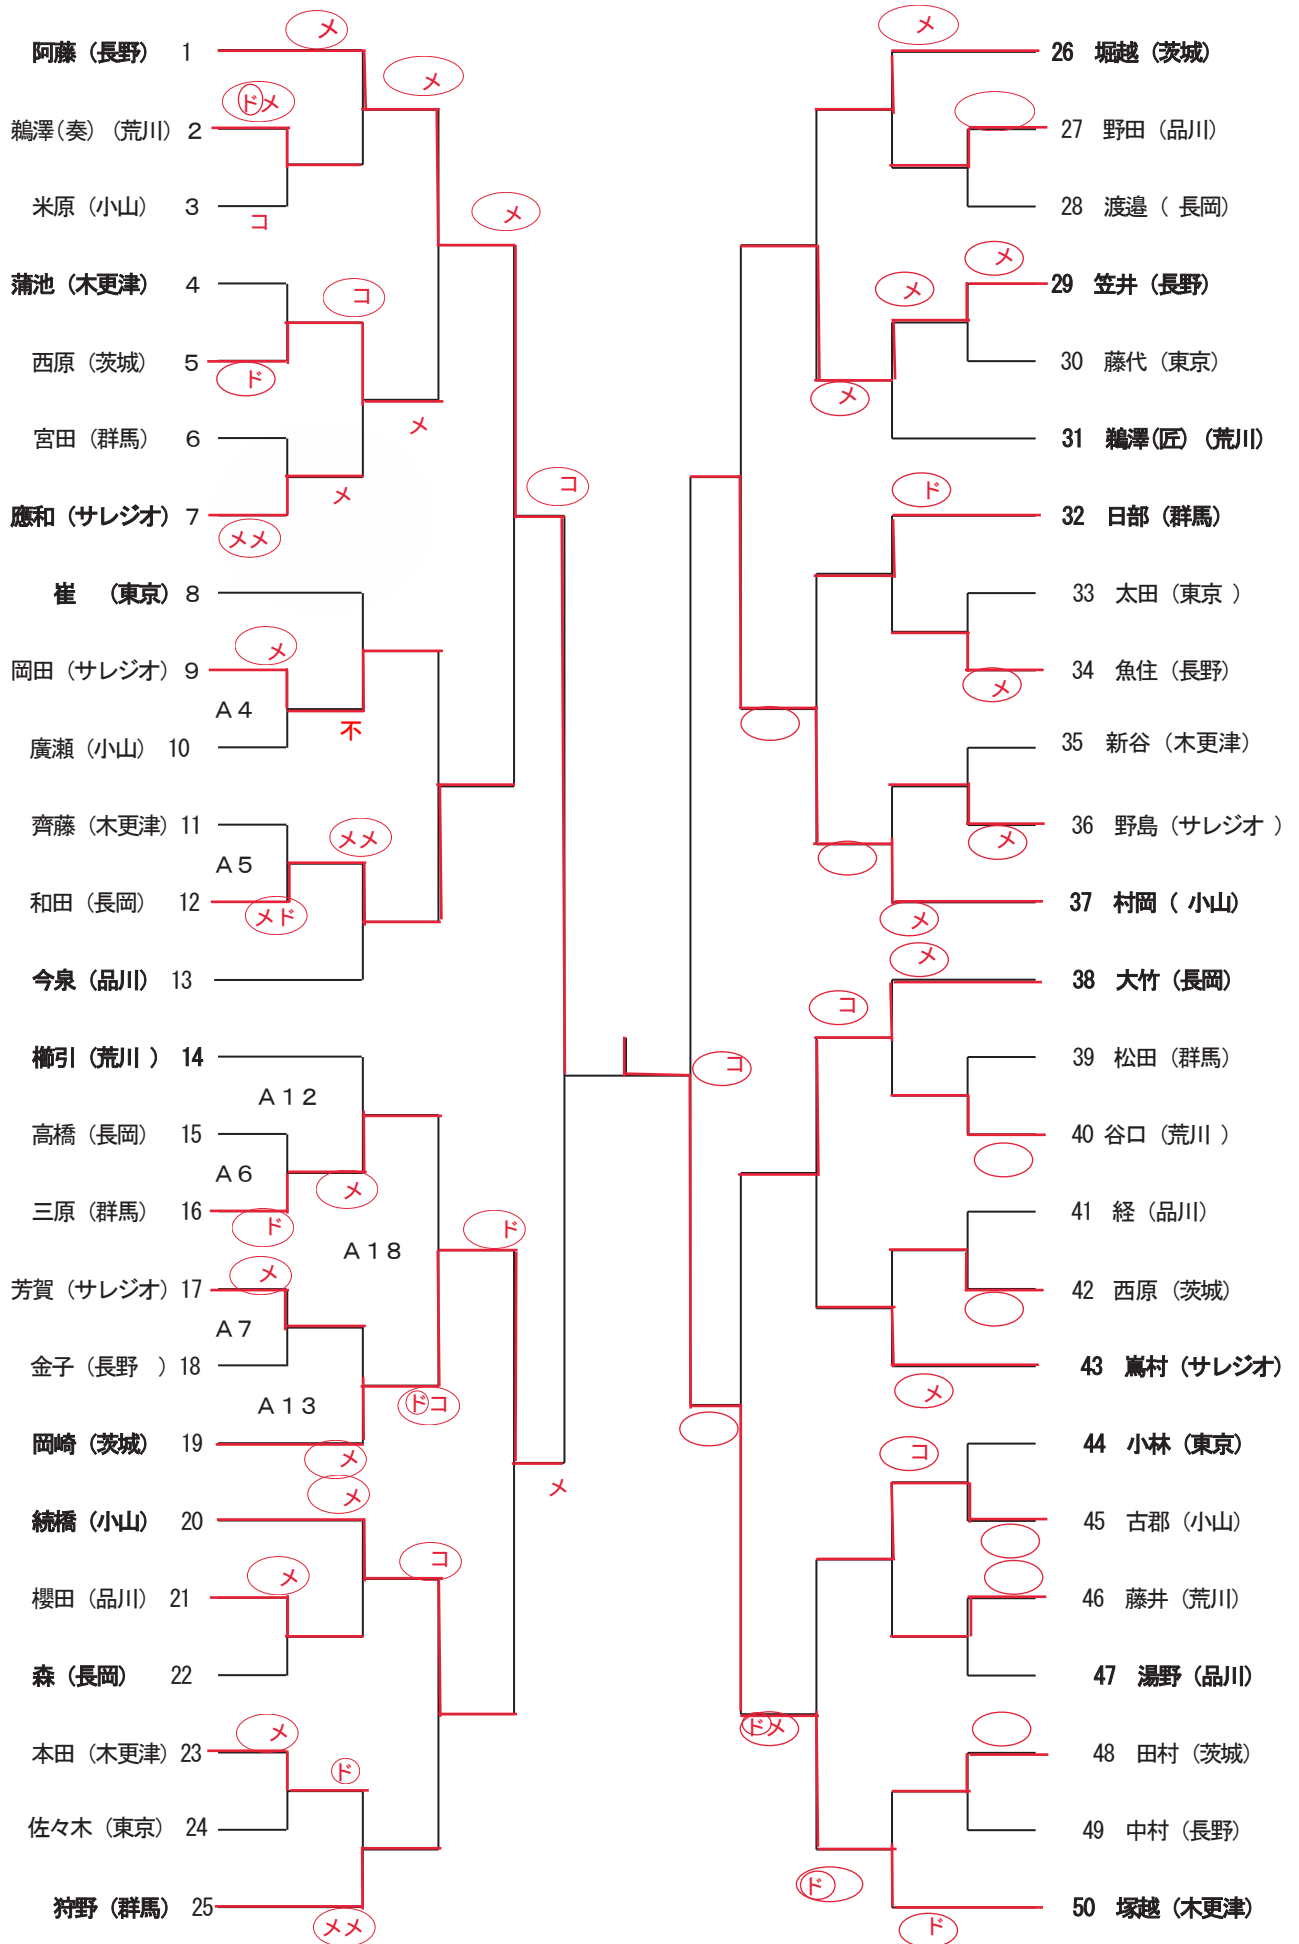 メ
阿藤（長野） 1
メ
ドメ
鵜澤（奏）（荒川） 2
米原（小山） 3
コ
メ
蒲池（木更津） 4
コ
西原（茨城） 5
ド
メ
宮田（群馬） 6
メ
應和（サレジオ） 7
メメ
コ
崔 （東京） 8
メ
岡田（サレジオ） 9
A4
不
廣瀬（小山） 10
齊藤（木更津） 11
メメ
A5
和田（長岡） 12
メド
今泉（品川） 13
櫛引（荒川 ） 14
A12
高橋（長岡） 15
A6
メ
三原（群馬） 16
ド
ド
A18
メ
芳賀（サレジオ） 17
A7
金子（長野 ） 18
A13
ドコ
岡崎（茨城） 19
メ
メ
メ
続橋（小山） 20
コ
メ
櫻田（品川） 21
森（長岡） 22
メ
本田（木更津） 23
ド
佐々木（東京） 24
狩野（群馬） 25
メメ
メ
26 堀越（茨城）
27 野田（品川）
28 渡邉（ 長岡）
メ
29 笠井（長野）
メ
30 藤代（東京）
メ
31 鵜澤（匠）（荒川）
ド
32 日部（群馬）
33 太田（東京 ）
34 魚住（長野）
メ
35 新谷（木更津）
36 野島（サレジオ ）
メ
37 村岡（ 小山）
メ
メ
38 大竹（長岡）
コ
39 松田（群馬）
コ
40 谷口（荒川 ）
41 経（品川）
42 西原（茨城）
43 嶌村（サレジオ）
メ
44 小林（東京）
コ
45 古郡（小山）
46 藤井（荒川）
47 湯野（品川）
ドメ
48 田村（茨城）
49 中村（長野）
ド
50 塚越（木更津）
ド